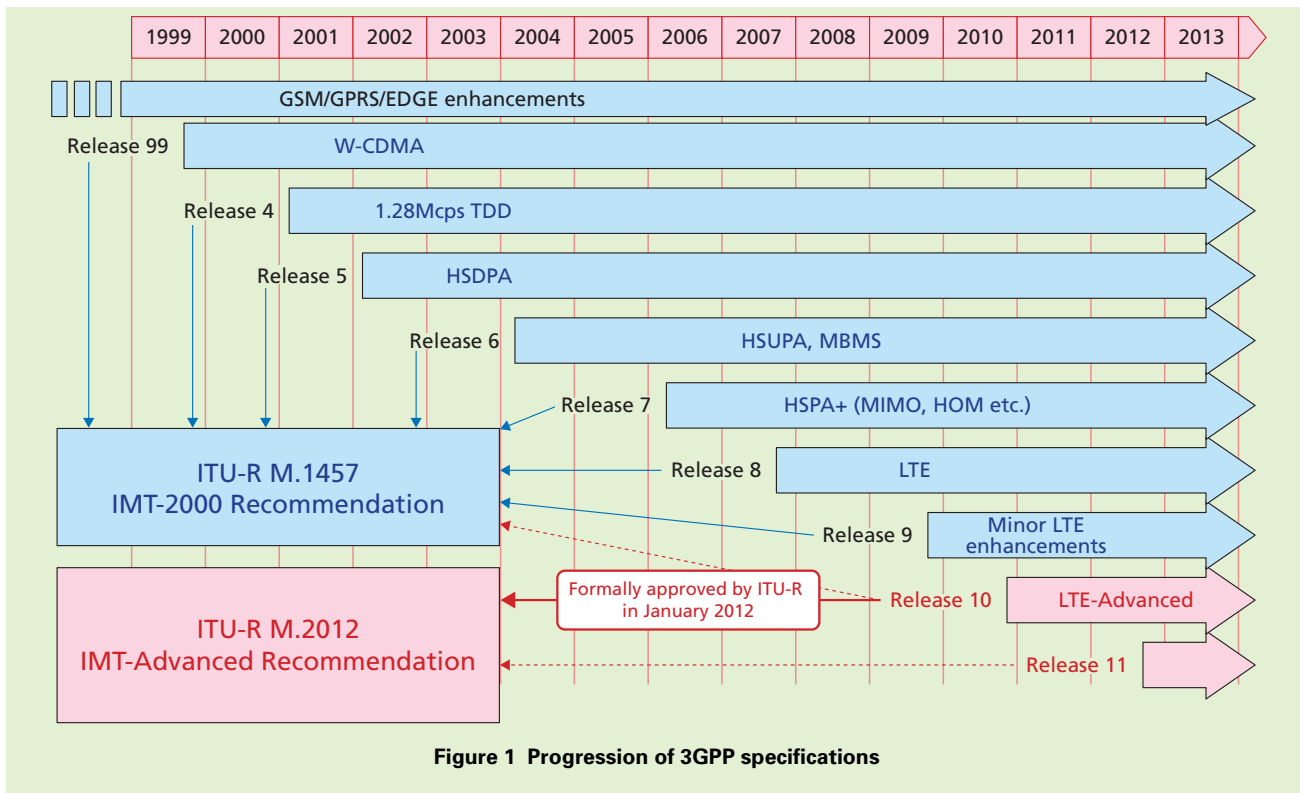 1999 2000 2001 2002 2003 2004 2005 2006 2007 2008 2009 2010 2011 2012 2013
GSM/GPRS/EDGE enhancements
Release 99
W-CDMA
Release 4
1.28Mcps TDD
Release 5
HSDPA
Release 6
HSUPA, MBMS
Release 7
HSPA+ (MIMO, HOM etc.)
ITU-R M.1457
IMT-2000 Recommendation
Release 8
LTE
Release 9
Minor LTE
enhancements
Formally approved by ITU-R
in January 2012
Release 10
LTE-Advanced
ITU-R M.2012
IMT-Advanced Recommendation
Release 11
Figure 1 Progression of 3GPP specifications